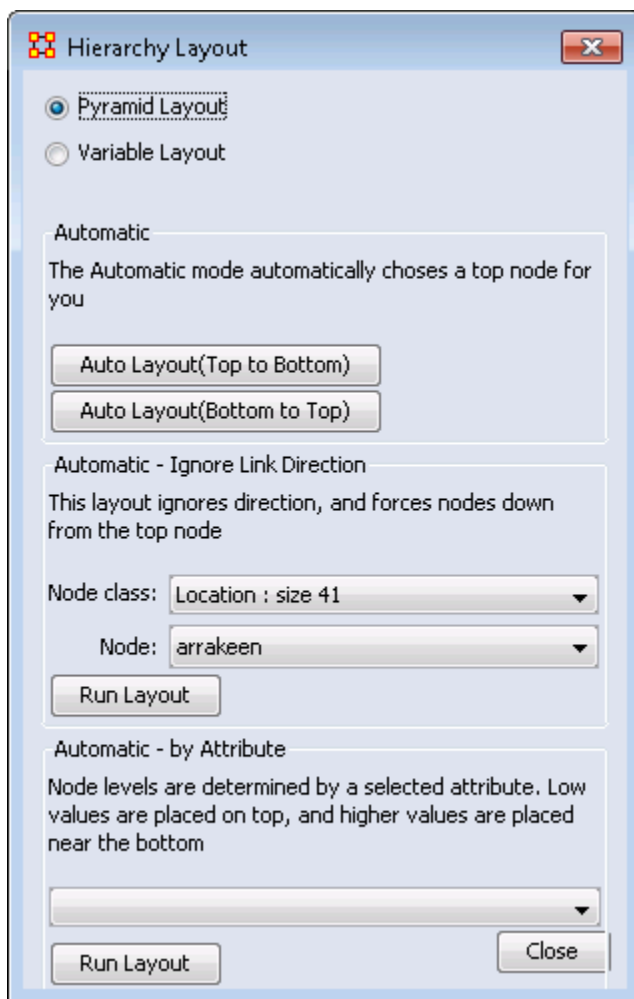 Hierarchy Layout
Pyramid Layout
Variable Layout
Automatic
The Automatic mode automatically choses a top node for
you
Auto Layout(Top to Bottom)
Auto Layout(Bottom to Top)
Automatic - Ignore Link Direction
This layout ignores direction, and forces nodes down
from the top node
Node class: Location : size 41
Node: arrakeen
Run Layout
Automatic - by Attribute
Node levels are determined by a selected attribute. Low
values are placed on top, and higher values are placed
near the bottom
Run Layout
Close